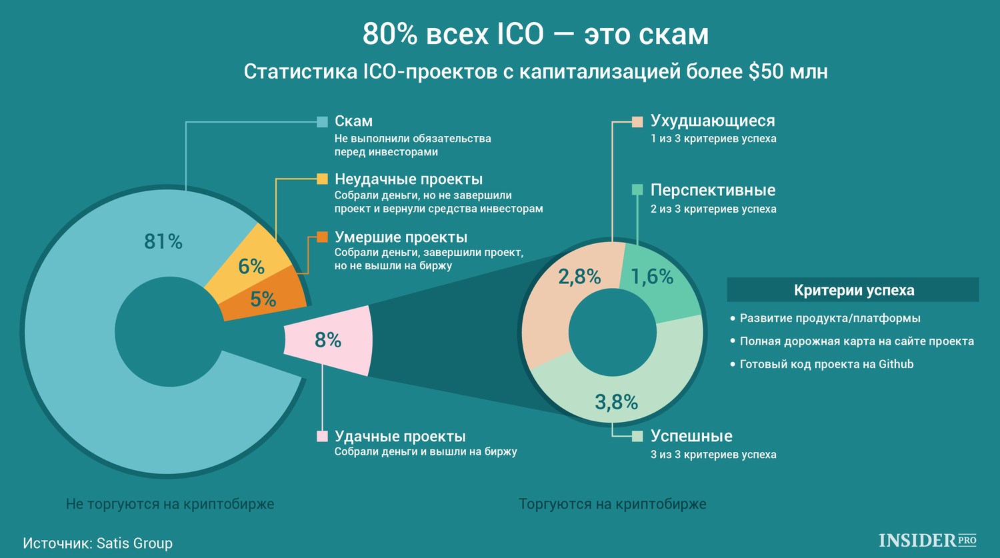 80% всех ICO — это скам
Статистика ICO-проектов с капитализацией более $50 млн
Скам
Не выполнили обязательства
перед инвесторами
Неудачные проекты
Собрали деньги, но не завершили
проект и вернули средства инвесторам
Умершие проекты
Собрали деньги, завершили проект,
но не вышли на биржу
81%
6%
5%
8%
Удачные проекты
Собрали деньги и вышли на биржу
Ухудшающиеся
1 из 3 критериев успеха
Перспективные
2 из 3 критериев успеха
2,8%
1,6%
3,8%
Успешные
3 из 3 критериев успеха
Критерии успеха
• Развитие продукта/платформы
• Полная дорожная карта на сайте проекта
• Готовый код проекта на Github
Не торгуются на криптобирже
Торгуются на криптобирже
Источник: Satis Group
INSIDER PRO